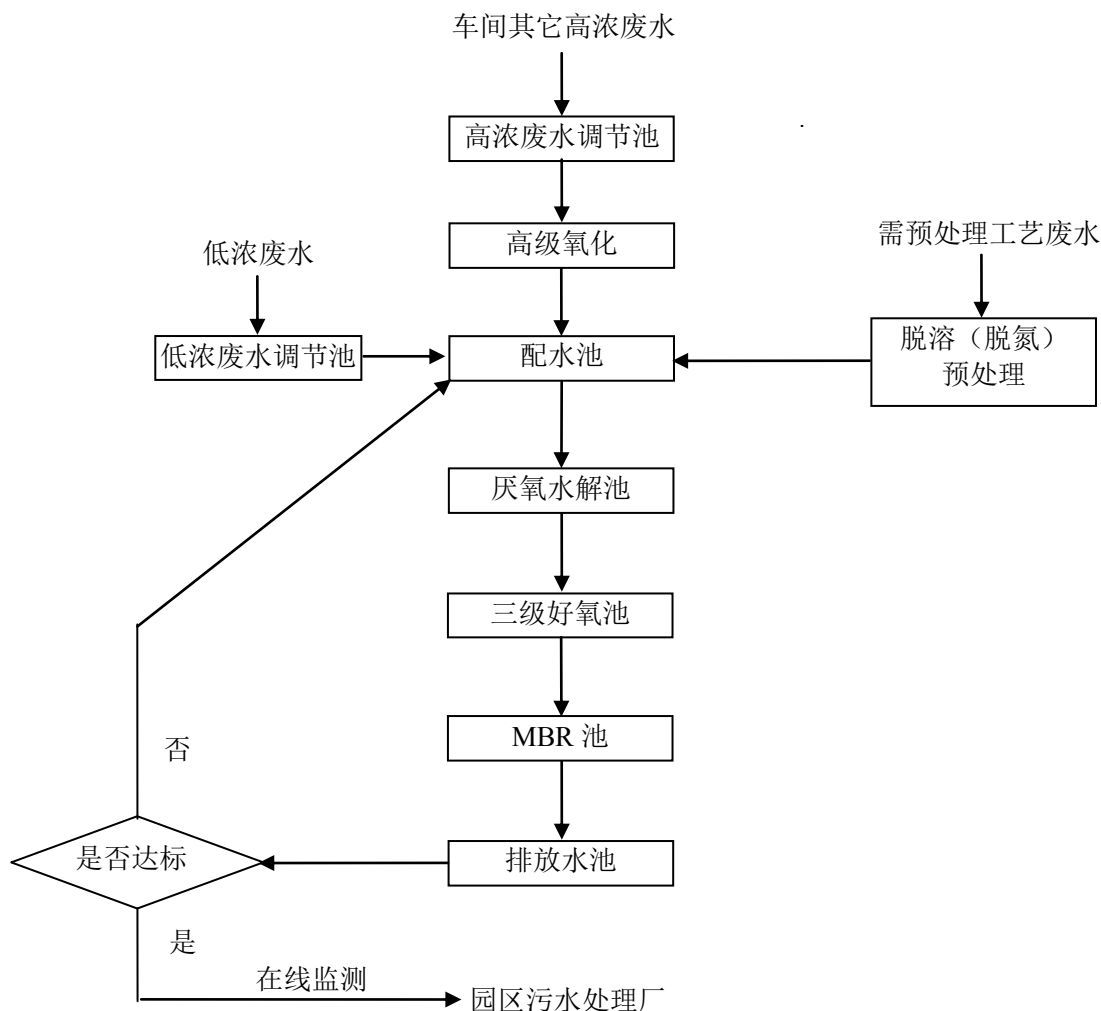 车间其它高浓废水
高浓废水调节池
高级氧化
需预处理工艺废水
低浓废水
低浓废水调节池
配水池
脱溶（脱氮）
预处理
厌氧水解池
三级好氧池
MBR 池
否
是否达标
排放水池
是
在线监测
园区污水处理厂